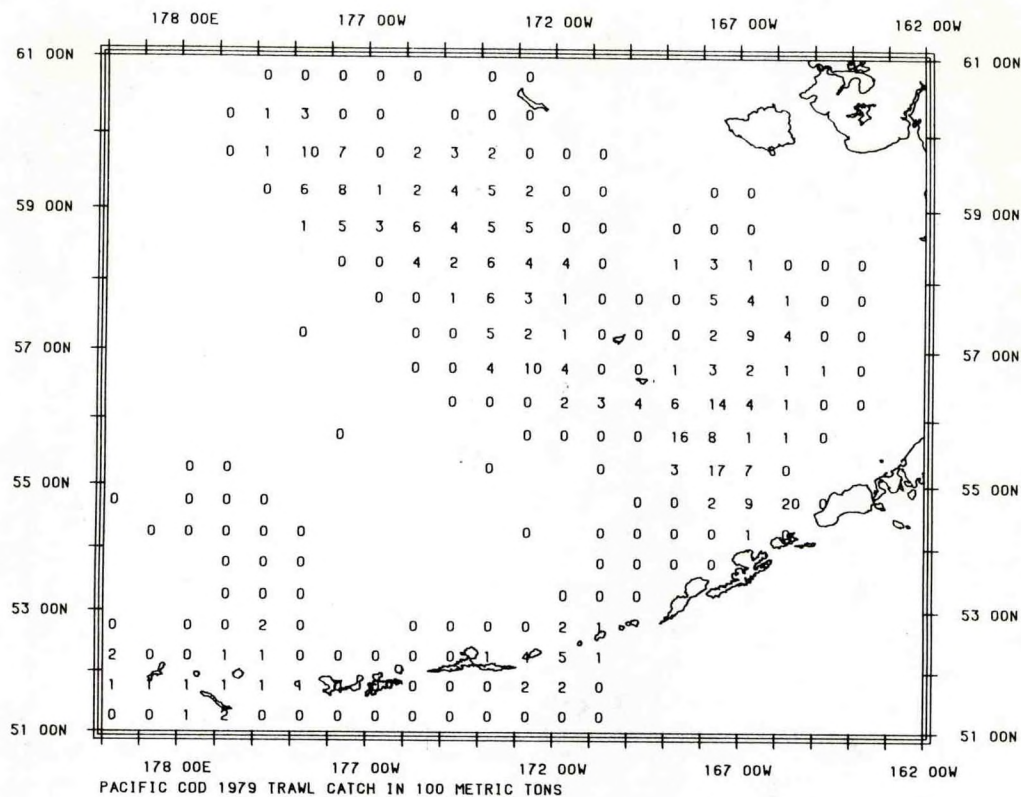 178 00E 177 00W 172 00W 167 00W 162 00W
61 00N 61 00N
0 0 0 0 0 0 0
0 1 3 0 0 0 0 0
0 1 10 7 0 2 3 2 0 0 0
59 00N 0 6 8 1 2 4 5 2 0 0 0 0 59 00N
1 5 3 6 4 5 5 0 0 0 0 0
0 0 4 2 6 4 4 0 1 3 1 0 0 0
0 0 1 6 3 1 0 0 0 5 4 1 0 0
57 00N 0 0 0 5 2 1 0 0 0 2 9 4 0 0 57 00N
0 0 4 10 4 0 0 1 3 2 1 1 0
0 0 0 2 3 4 6 14 4 1 0 0
0 0 0 0 0 16 8 1 1 0
0 0 0 0 3 17 7 0
55 00N 0 0 0 0 0 0 2 9 20 0 55 00N
0 0 0 0 0 0 0 0 0 0 1 0
0 0 0 0 0 0 0
53 00N 0 0 0 0 0 0 53 00N
0 0 0 2 0 0 0 0 0 2 1
2 0 0 1 1 0 0 0 0 0 1 4 5 1
1 1 1 1 1 9 0 0 0 2 2 0
51 00N 0 0 1 2 0 0 0 0 0 0 0 0 0 0 51 00N
178 00E 177 00W 172 00W 167 00W 162 00W
PACIFIC COD 1979 TRAWL CATCH IN 100 METRIC TONS